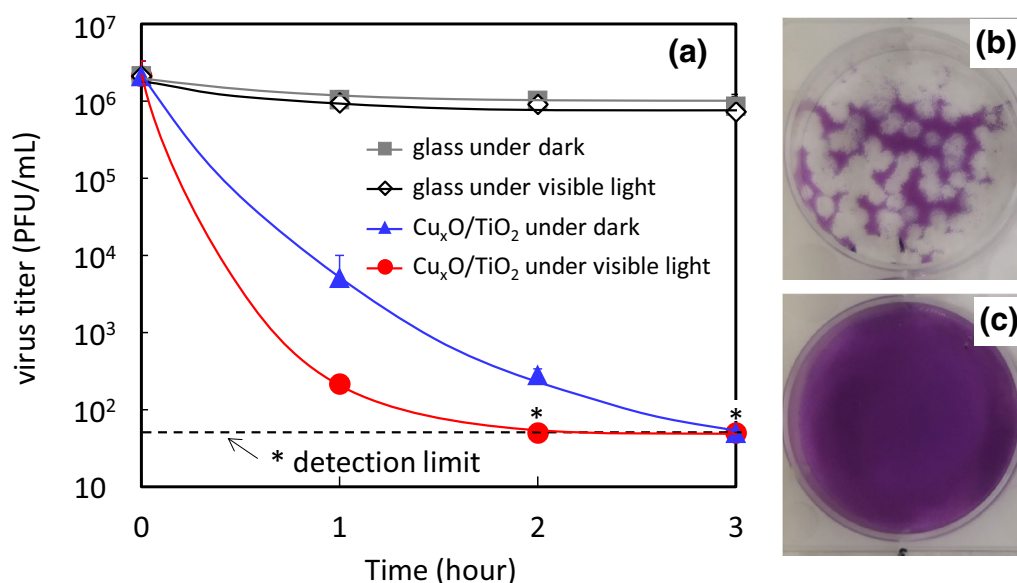 (a)
virus titer (PFU/mL)
10⁷
10⁶
10⁵
10⁴
10³
10²
10
glass under dark
glass under visible light
CuₓO/TiO₂ under dark
CuₓO/TiO₂ under visible light
*
*
* detection limit
0
1
2
3
Time (hour)
(b)
(c)